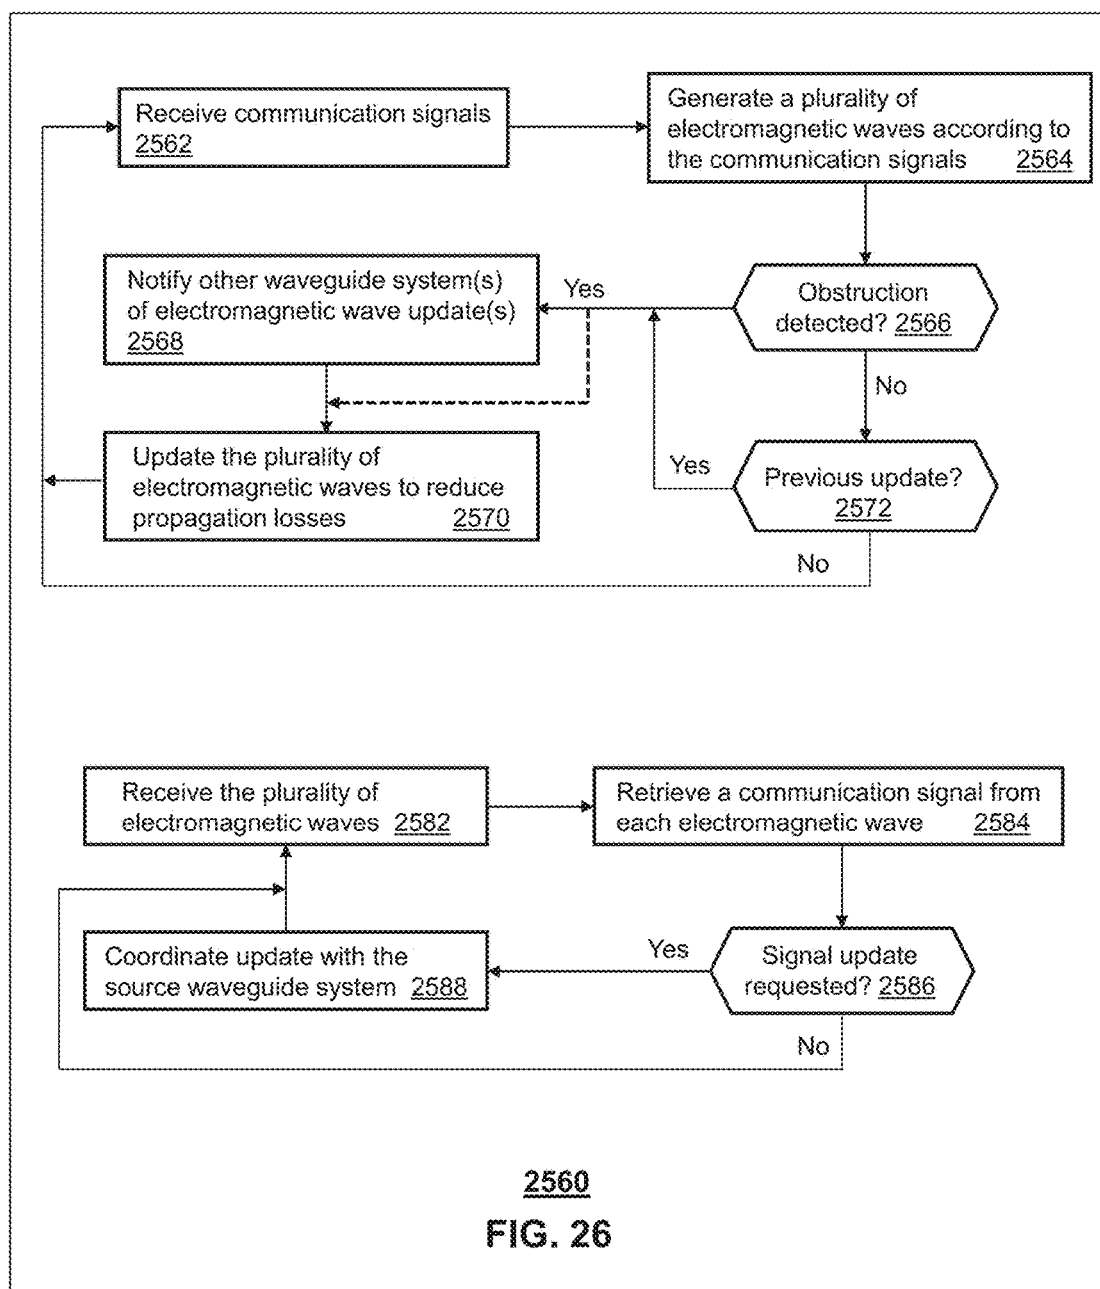 Receive communication signals
2562
Generate a plurality of
electromagnetic waves according to
the communication signals 2564
Notify other waveguide system(s)
of electromagnetic wave update(s)
2568
Yes
Obstruction
detected? 2566
No
Update the plurality of
electromagnetic waves to reduce
propagation losses 2570
Yes
Previous update?
2572
No
Receive the plurality of
electromagnetic waves 2582
Retrieve a communication signal from
each electromagnetic wave 2584
Coordinate update with the
source waveguide system 2588
Yes
Signal update
requested? 2586
No
2560
FIG. 26